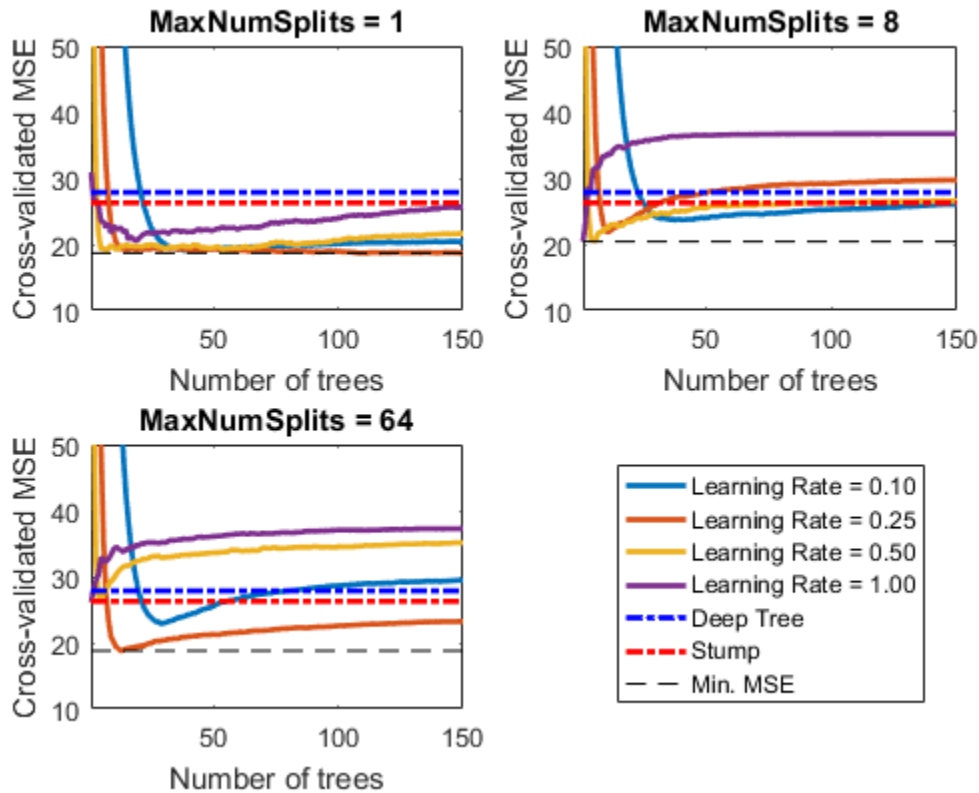 MaxNumSplits = 1
50
40
30
20
10
Cross-validated MSE
50
100
150
Number of trees
MaxNumSplits = 8
50
40
30
20
10
Cross-validated MSE
50
100
150
Number of trees
MaxNumSplits = 64
50
40
30
20
10
Cross-validated MSE
50
100
150
Number of trees
Learning Rate = 0.10
Learning Rate = 0.25
Learning Rate = 0.50
Learning Rate = 1.00
Deep Tree
Stump
Min. MSE